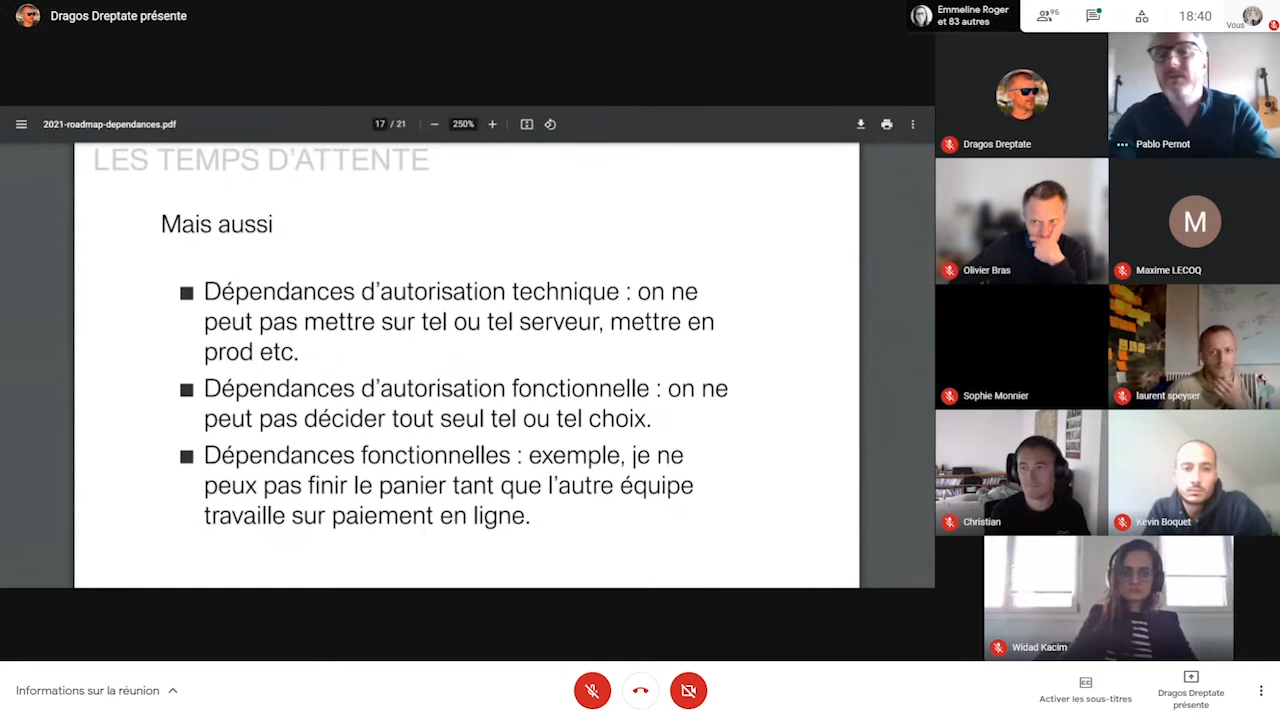 Dragos Dreptate présente
Emmeline Roger
et 83 autres
95
18:40
Vous
2021-roadmap-dependances.pdf
17 / 21
250%
LES TEMPS D'ATTENTE
Mais aussi
Dépendances d'autorisation technique : on ne
peut pas mettre sur tel ou tel serveur, mettre en
prod etc.
Dépendances d'autorisation fonctionnelle : on ne
peut pas décider tout seul tel ou tel choix.
Dépendances fonctionnelles : exemple, je ne
peux pas finir le panier tant que l'autre équipe
travaille sur paiement en ligne.
Dragos Dreptate
Pablo Pernot
Olivier Bras
M
Maxime LECOQ
Sophie Monnier
laurent speyser
Christian
Kevin Boquet
Widad Kacim
Informations sur la réunion
CC
Activer les sous-titres
Dragos Dreptate
présente